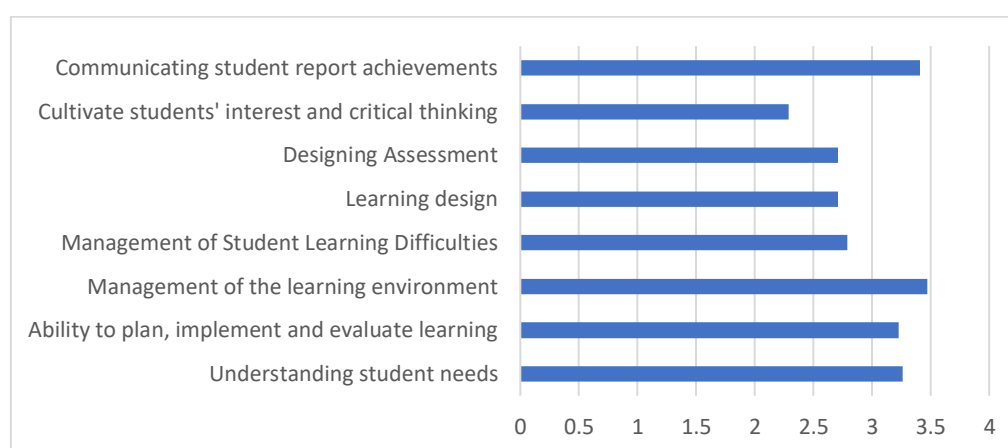 Communicating student report achievements
Cultivate students' interest and critical thinking
Designing Assessment
Learning design
Management of Student Learning Difficulties
Management of the learning environment
Ability to plan, implement and evaluate learning
Understanding student needs
0 0.5 1 1.5 2 2.5 3 3.5 4